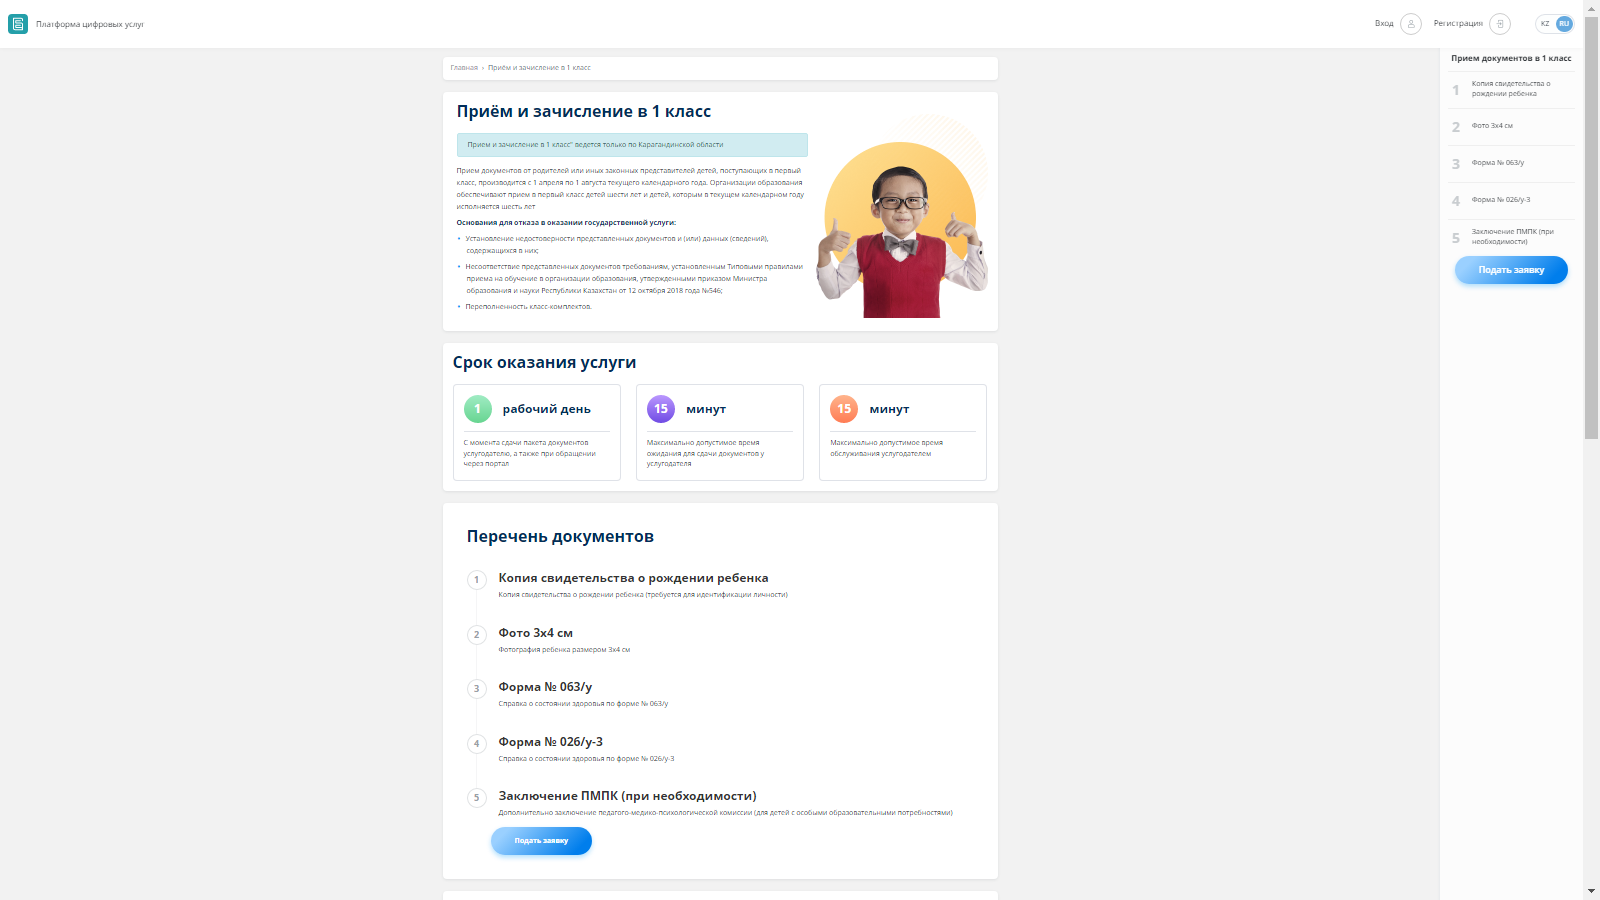 Платформа цифровых услуг
Вход
Регистрация
KZ RU
Главная » Приём и зачисление в 1 класс
Приём и зачисление в 1 класс
Прием и зачисление в 1 класс" ведется только по Карагандинской области
Прием документов от родителей или иных законных представителей детей, поступающих в первый
класс, производится с 1 апреля по 1 августа текущего календарного года. Организации образования
обеспечивают прием в первый класс детей шести лет и детей, которым в текущем календарном году
исполняется шесть лет
Основания для отказа в оказании государственной услуги:
Установление недостоверности представленных документов и (или) данных (сведений),
содержащихся в них;
Несоответствие представленных документов требованиям, установленным Типовыми правилами
приема на обучение в организации образования, утвержденными приказом Министра
образования и науки Республики Казахстан от 12 октября 2018 года №546;
Переполненность класс-комплектов.
Срок оказания услуги
1 рабочий день
С момента сдачи пакета документов
услугодателю, а также при обращении
через портал
15 минут
Максимально допустимое время
ожидания для сдачи документов у
услугодателя
15 минут
Максимально допустимое время
обслуживания услугодателем
Перечень документов
1 Копия свидетельства о рождении ребенка
Копия свидетельства о рождении ребенка (требуется для идентификации личности)
2 Фото 3х4 см
Фотография ребенка размером 3х4 см
3 Форма № 063/у
Справка о состоянии здоровья по форме № 063/у
4 Форма № 026/у-3
Справка о состоянии здоровья по форме № 026/у-3
5 Заключение ПМПК (при необходимости)
Дополнительно заключение педагого-медико-психологической комиссии (для детей с особыми образовательными потребностями)
Подать заявку
Прием документов в 1 класс
1 Копия свидетельства о
рождении ребенка
2 Фото 3х4 см
3 Форма № 063/у
4 Форма № 026/у-3
5 Заключение ПМПК (при
необходимости)
Подать заявку